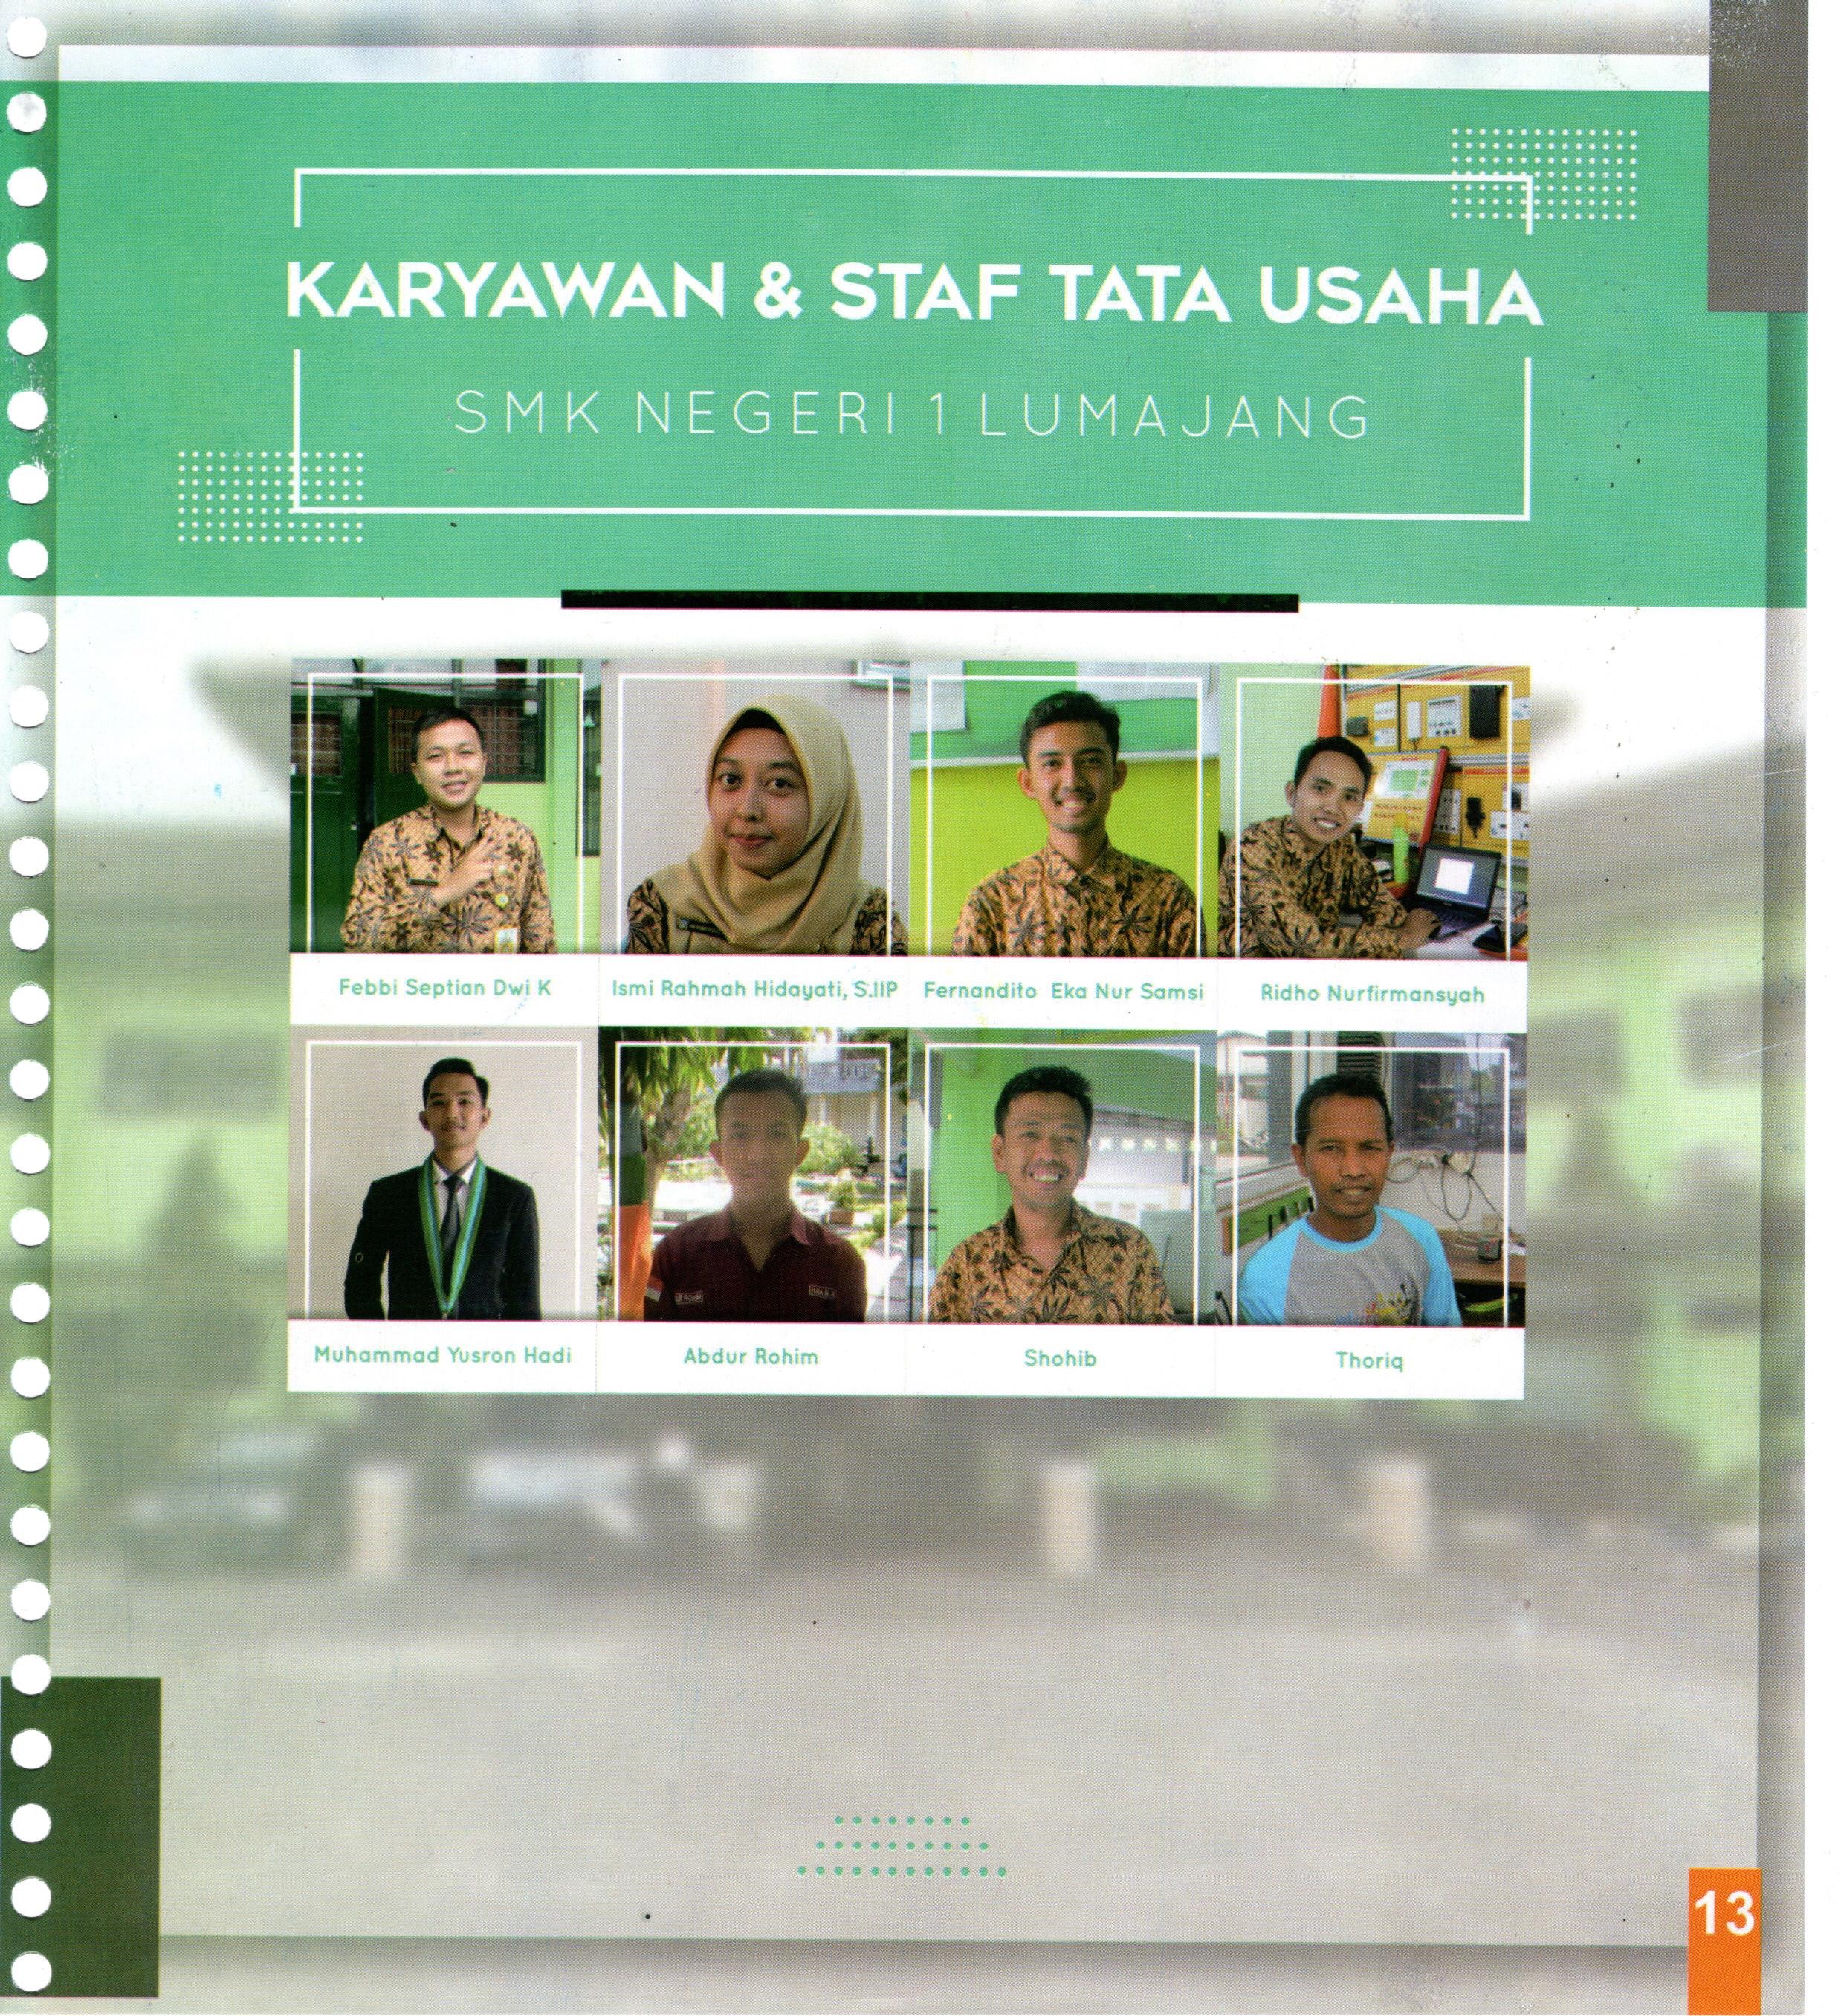 KARYAWAN & STAF TATA USAHA
SMK NEGERI 1 LUMAJANG
Febbi Septian Dwi K
Ismi Rahmah Hidayati, S.IIP
Fernandito Eka Nur Samsi
Ridho Nurfirmansyah
Muhammad Yusron Hadi
Abdur Rohim
Shohib
Thoriq
13